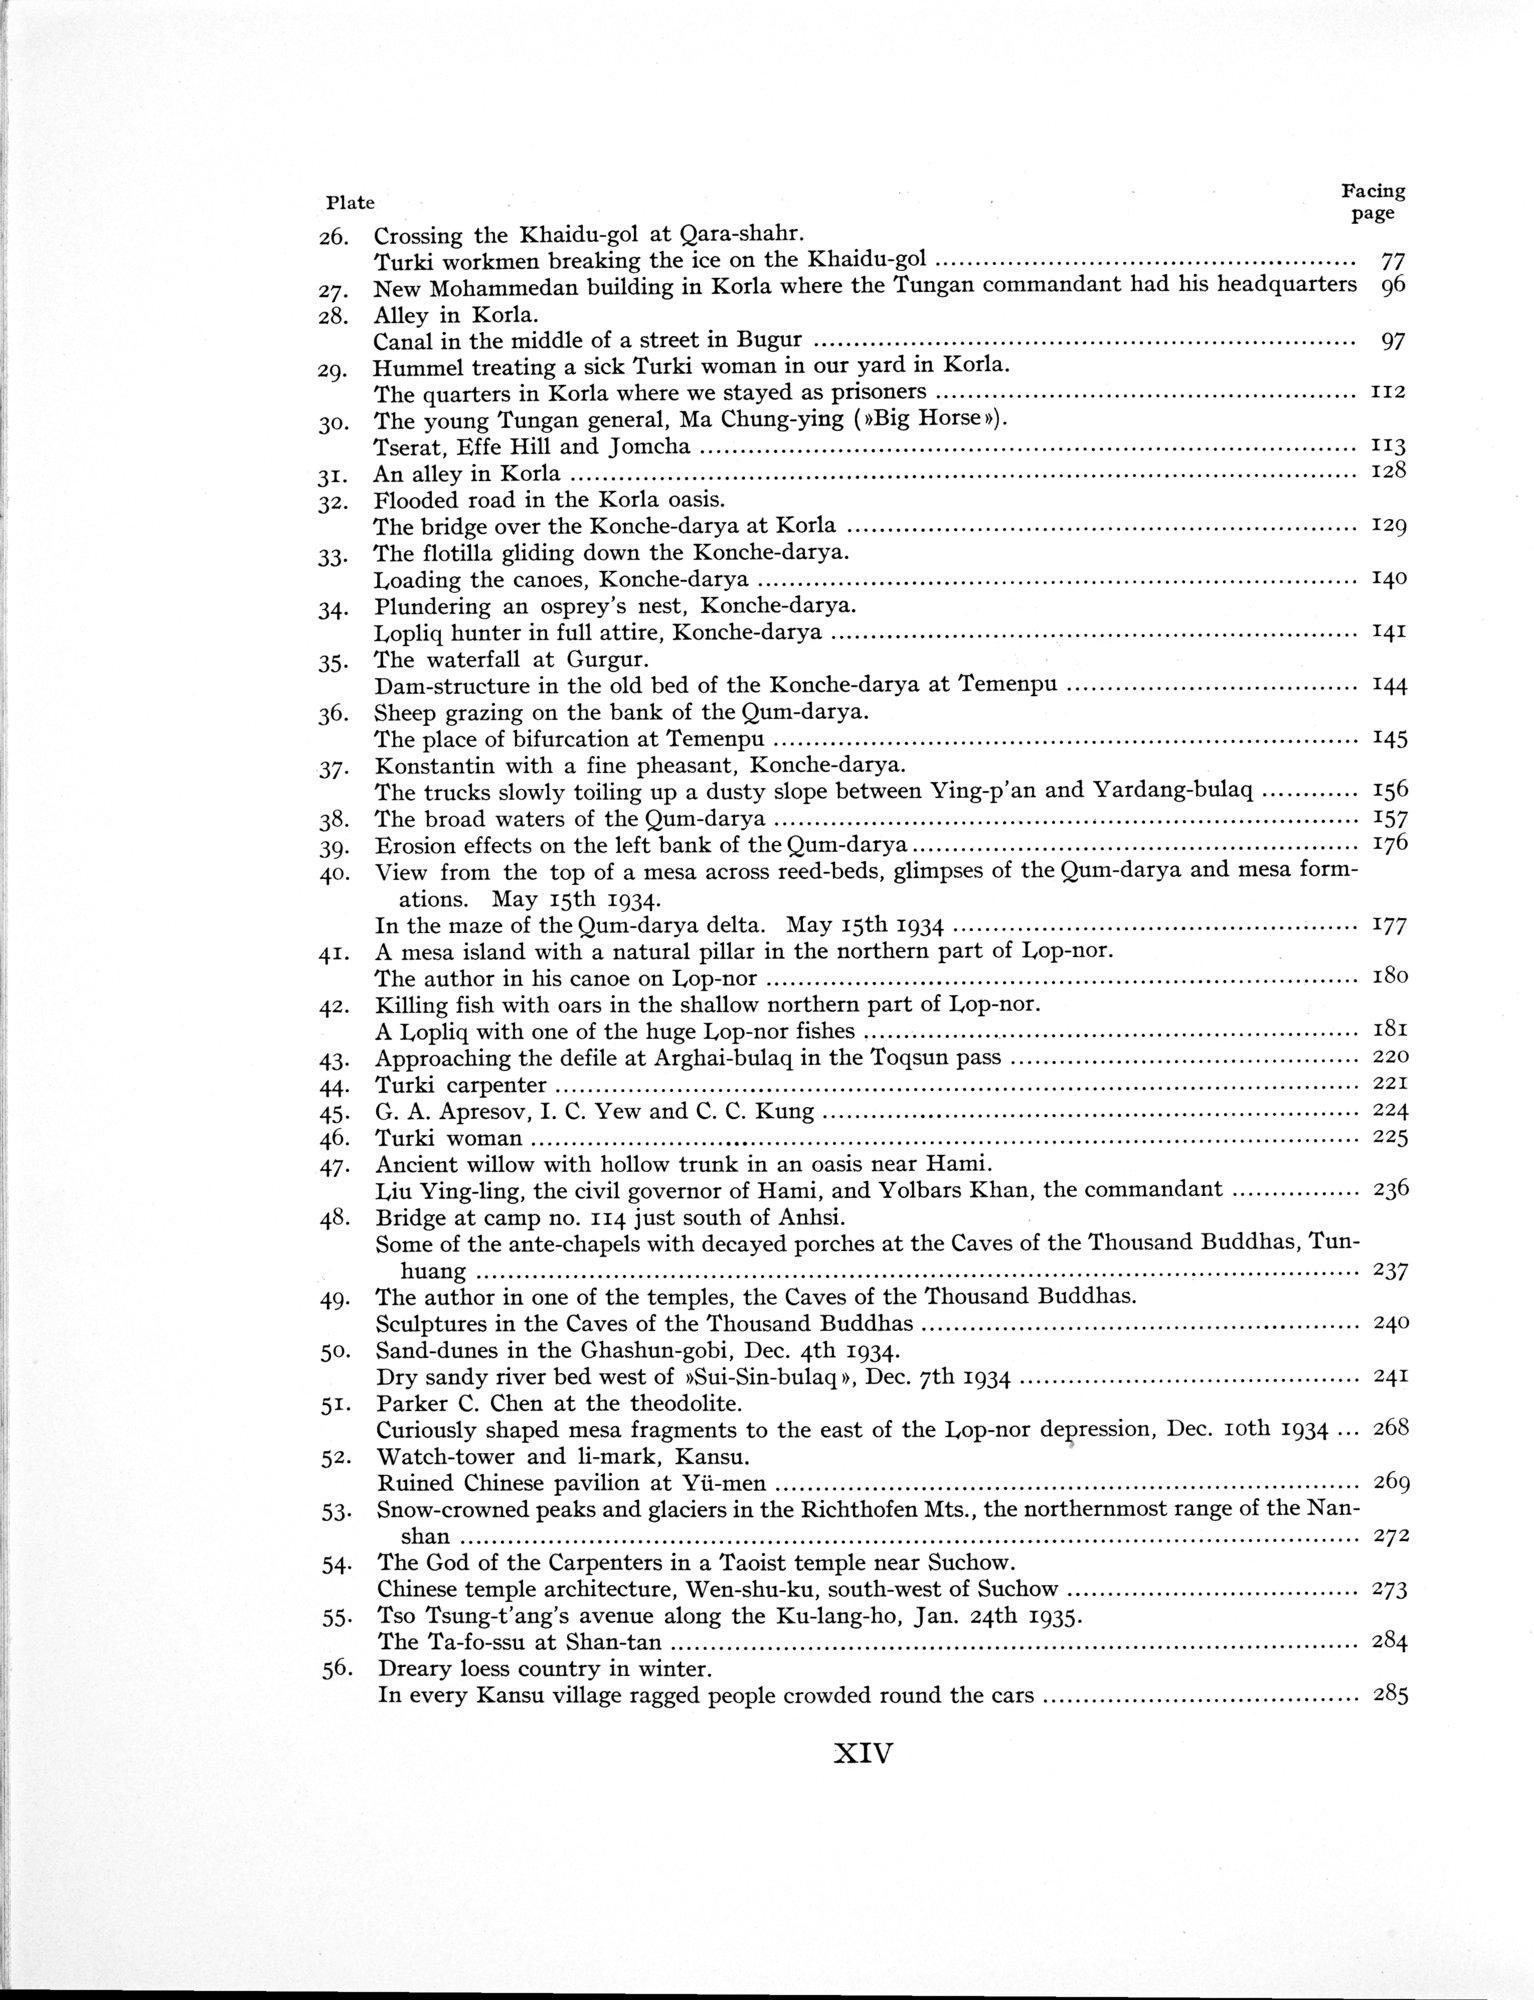 Plate
Facing
page
26. Crossing the Khaidu-gol at Qara-shahr.
Turki workmen breaking the ice on the Khaidu-gol .......... 77
27. New Mohammedan building in Korla where the Tungan commandant had his headquarters 96
28. Alley in Korla.
Canal in the middle of a street in Bugur .......... 97
29. Hummel treating a sick Turki woman in our yard in Korla.
The quarters in Korla where we stayed as prisoners .......... 112
30. The young Tungan general, Ma Chung-ying (»Big Horse»).
Tserat, Effe Hill and Jomcha .......... 113
31. An alley in Korla .......... 128
32. Flooded road in the Korla oasis.
The bridge over the Konche-darya at Korla .......... 129
33. The flotilla gliding down the Konche-darya.
Loading the canoes, Konche-darya .......... 140
34. Plundering an osprey's nest, Konche-darya.
Lopliq hunter in full attire, Konche-darya .......... 141
35. The waterfall at Gurgur.
Dam-structure in the old bed of the Konche-darya at Temenpu .......... 144
36. Sheep grazing on the bank of the Qum-darya.
The place of bifurcation at Temenpu .......... 145
37. Konstantin with a fine pheasant, Konche-darya.
The trucks slowly toiling up a dusty slope between Ying-p'an and Yardang-bulaq .......... 156
38. The broad waters of the Qum-darya .......... 157
39. Erosion effects on the left bank of the Qum-darya .......... 176
40. View from the top of a mesa across reed-beds, glimpses of the Qum-darya and mesa form-
ations. May 15th 1934.
In the maze of the Qum-darya delta. May 15th 1934 .......... 177
41. A mesa island with a natural pillar in the northern part of Lop-nor.
The author in his canoe on Lop-nor .......... 180
42. Killing fish with oars in the shallow northern part of Lop-nor.
A Lopliq with one of the huge Lop-nor fishes .......... 181
43. Approaching the defile at Arghai-bulaq in the Toqsun pass .......... 220
44. Turki carpenter .......... 221
45. G. A. Apresov, I. C. Yew and C. C. Kung .......... 224
46. Turki woman .......... 225
47. Ancient willow with hollow trunk in an oasis near Hami.
Liu Ying-ling, the civil governor of Hami, and Yolbars Khan, the commandant .......... 236
48. Bridge at camp no. 114 just south of Anhsi.
Some of the ante-chapels with decayed porches at the Caves of the Thousand Buddhas, Tun-
huang .......... 237
49. The author in one of the temples, the Caves of the Thousand Buddhas.
Sculptures in the Caves of the Thousand Buddhas .......... 240
50. Sand-dunes in the Ghashun-gobi, Dec. 4th 1934.
Dry sandy river bed west of »Sui-Sin-bulaq», Dec. 7th 1934 .......... 241
51. Parker C. Chen at the theodolite.
Curiously shaped mesa fragments to the east of the Lop-nor depression, Dec. 10th 1934 ... 268
52. Watch-tower and li-mark, Kansu.
Ruined Chinese pavilion at Yü-men .......... 269
53. Snow-crowned peaks and glaciers in the Richthofen Mts., the northernmost range of the Nan-
shan .......... 272
54. The God of the Carpenters in a Taoist temple near Suchow.
Chinese temple architecture, Wen-shu-ku, south-west of Suchow .......... 273
55. Tso Tsung-t'ang's avenue along the Ku-lang-ho, Jan. 24th 1935.
The Ta-fo-ssu at Shan-tan .......... 284
56. Dreary loess country in winter.
In every Kansu village ragged people crowded round the cars .......... 285
XIV